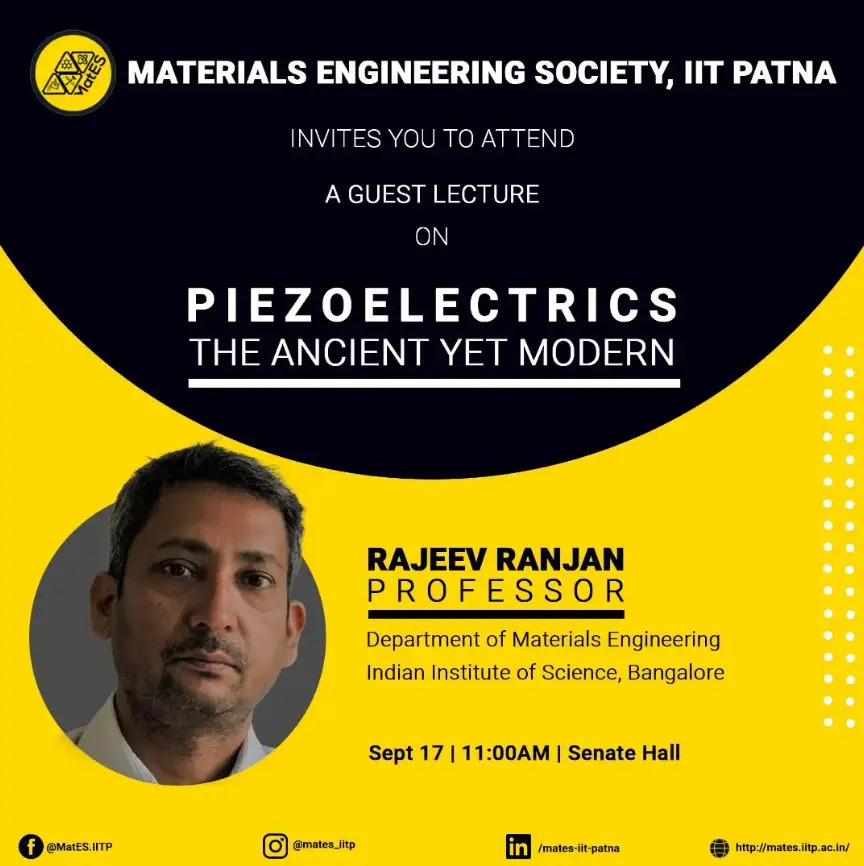 MatES
MATERIALS ENGINEERING SOCIETY, IIT PATNA
INVITES YOU TO ATTEND
A GUEST LECTURE
ON
PIEZOELECTRICS
THE ANCIENT YET MODERN
RAJEEV RANJAN
PROFESSOR
Department of Materials Engineering
Indian Institute of Science, Bangalore
Sept 17 | 11:00AM | Senate Hall
@MatES.IITP
@mates_iitp
/mates-iit-patna
http://mates.iitp.ac.in/